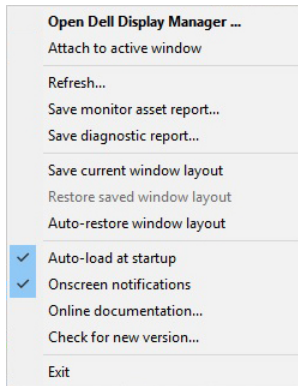 Open Dell Display Manager ...
Attach to active window
Refresh...
Save monitor asset report...
Save diagnostic report...
Save current window layout
Restore saved window layout
Auto-restore window layout
Auto-load at startup
Onscreen notifications
Online documentation...
Check for new version...
Exit